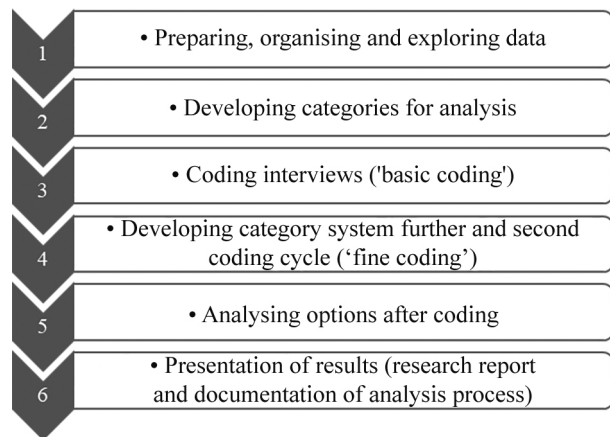 1
• Preparing, organising and exploring data
2
• Developing categories for analysis
3
• Coding interviews ('basic coding')
4
• Developing category system further and second
coding cycle (‘fine coding’)
5
• Analysing options after coding
6
• Presentation of results (research report
and documentation of analysis process)